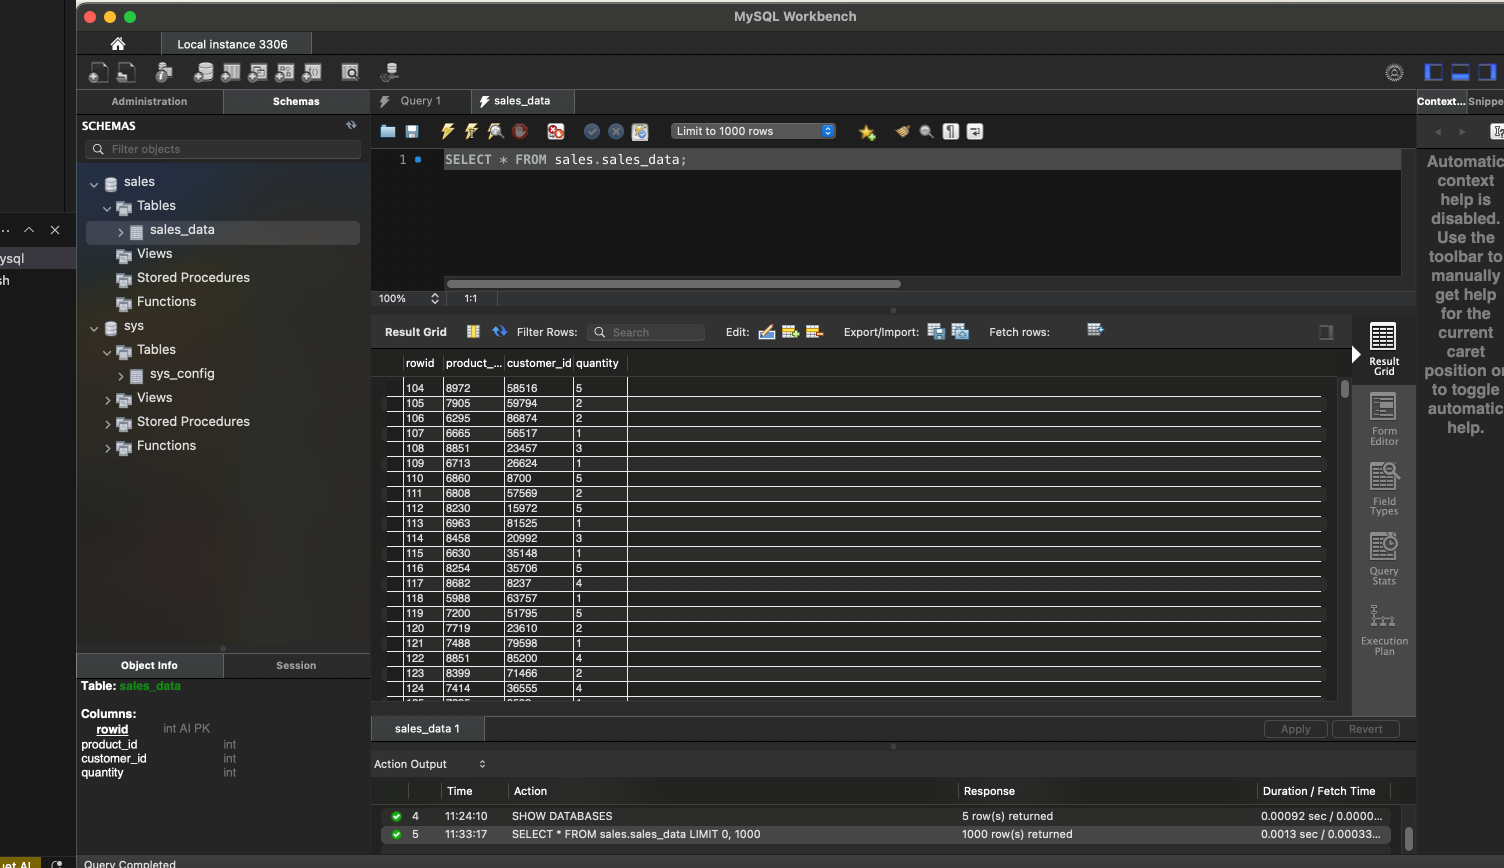 MySQL Workbench
Local instance 3306
Administration
Schemas
Query 1
sales_data
Context...
Snippe
SCHEMAS
Filter objects
Limit to 1000 rows
1
SELECT * FROM sales.sales_data;
sales
Tables
sales_data
Views
Stored Procedures
Functions
sys
Tables
sys_config
Views
Stored Procedures
Functions
ysql
sh
Automatic
context
help is
disabled.
Use the
toolbar to
manually
get help
for the
current
caret
position or
to toggle
automatic
help.
100%
1:1
Result Grid
Filter Rows:
Search
Edit:
Export/Import:
Fetch rows:
rowid product_... customer_id quantity
104 8972 58516 5
105 7905 59794 2
106 6295 86874 2
107 6665 56517 1
108 8851 23457 3
109 6713 26624 1
110 6860 8700 5
111 6808 57569 2
112 8230 15972 5
113 6963 81525 1
114 8458 20992 3
115 6630 35148 1
116 8254 35706 5
117 8682 8237 4
118 5988 63757 1
119 7200 51795 5
120 7719 23610 2
121 7488 79598 1
122 8851 85200 4
123 8399 71466 2
124 7414 36555 4
Result
Grid
Form
Editor
Field
Types
Query
Stats
Execution
Plan
Object Info
Session
Table: sales_data
Columns:
rowid int AI PK
product_id int
customer_id int
quantity int
sales_data 1
Apply
Revert
Action Output
Time Action Response Duration / Fetch Time
4 11:24:10 SHOW DATABASES 5 row(s) returned 0.00092 sec / 0.0000...
5 11:33:17 SELECT * FROM sales.sales_data LIMIT 0, 1000 1000 row(s) returned 0.0013 sec / 0.00033...
Query Completed